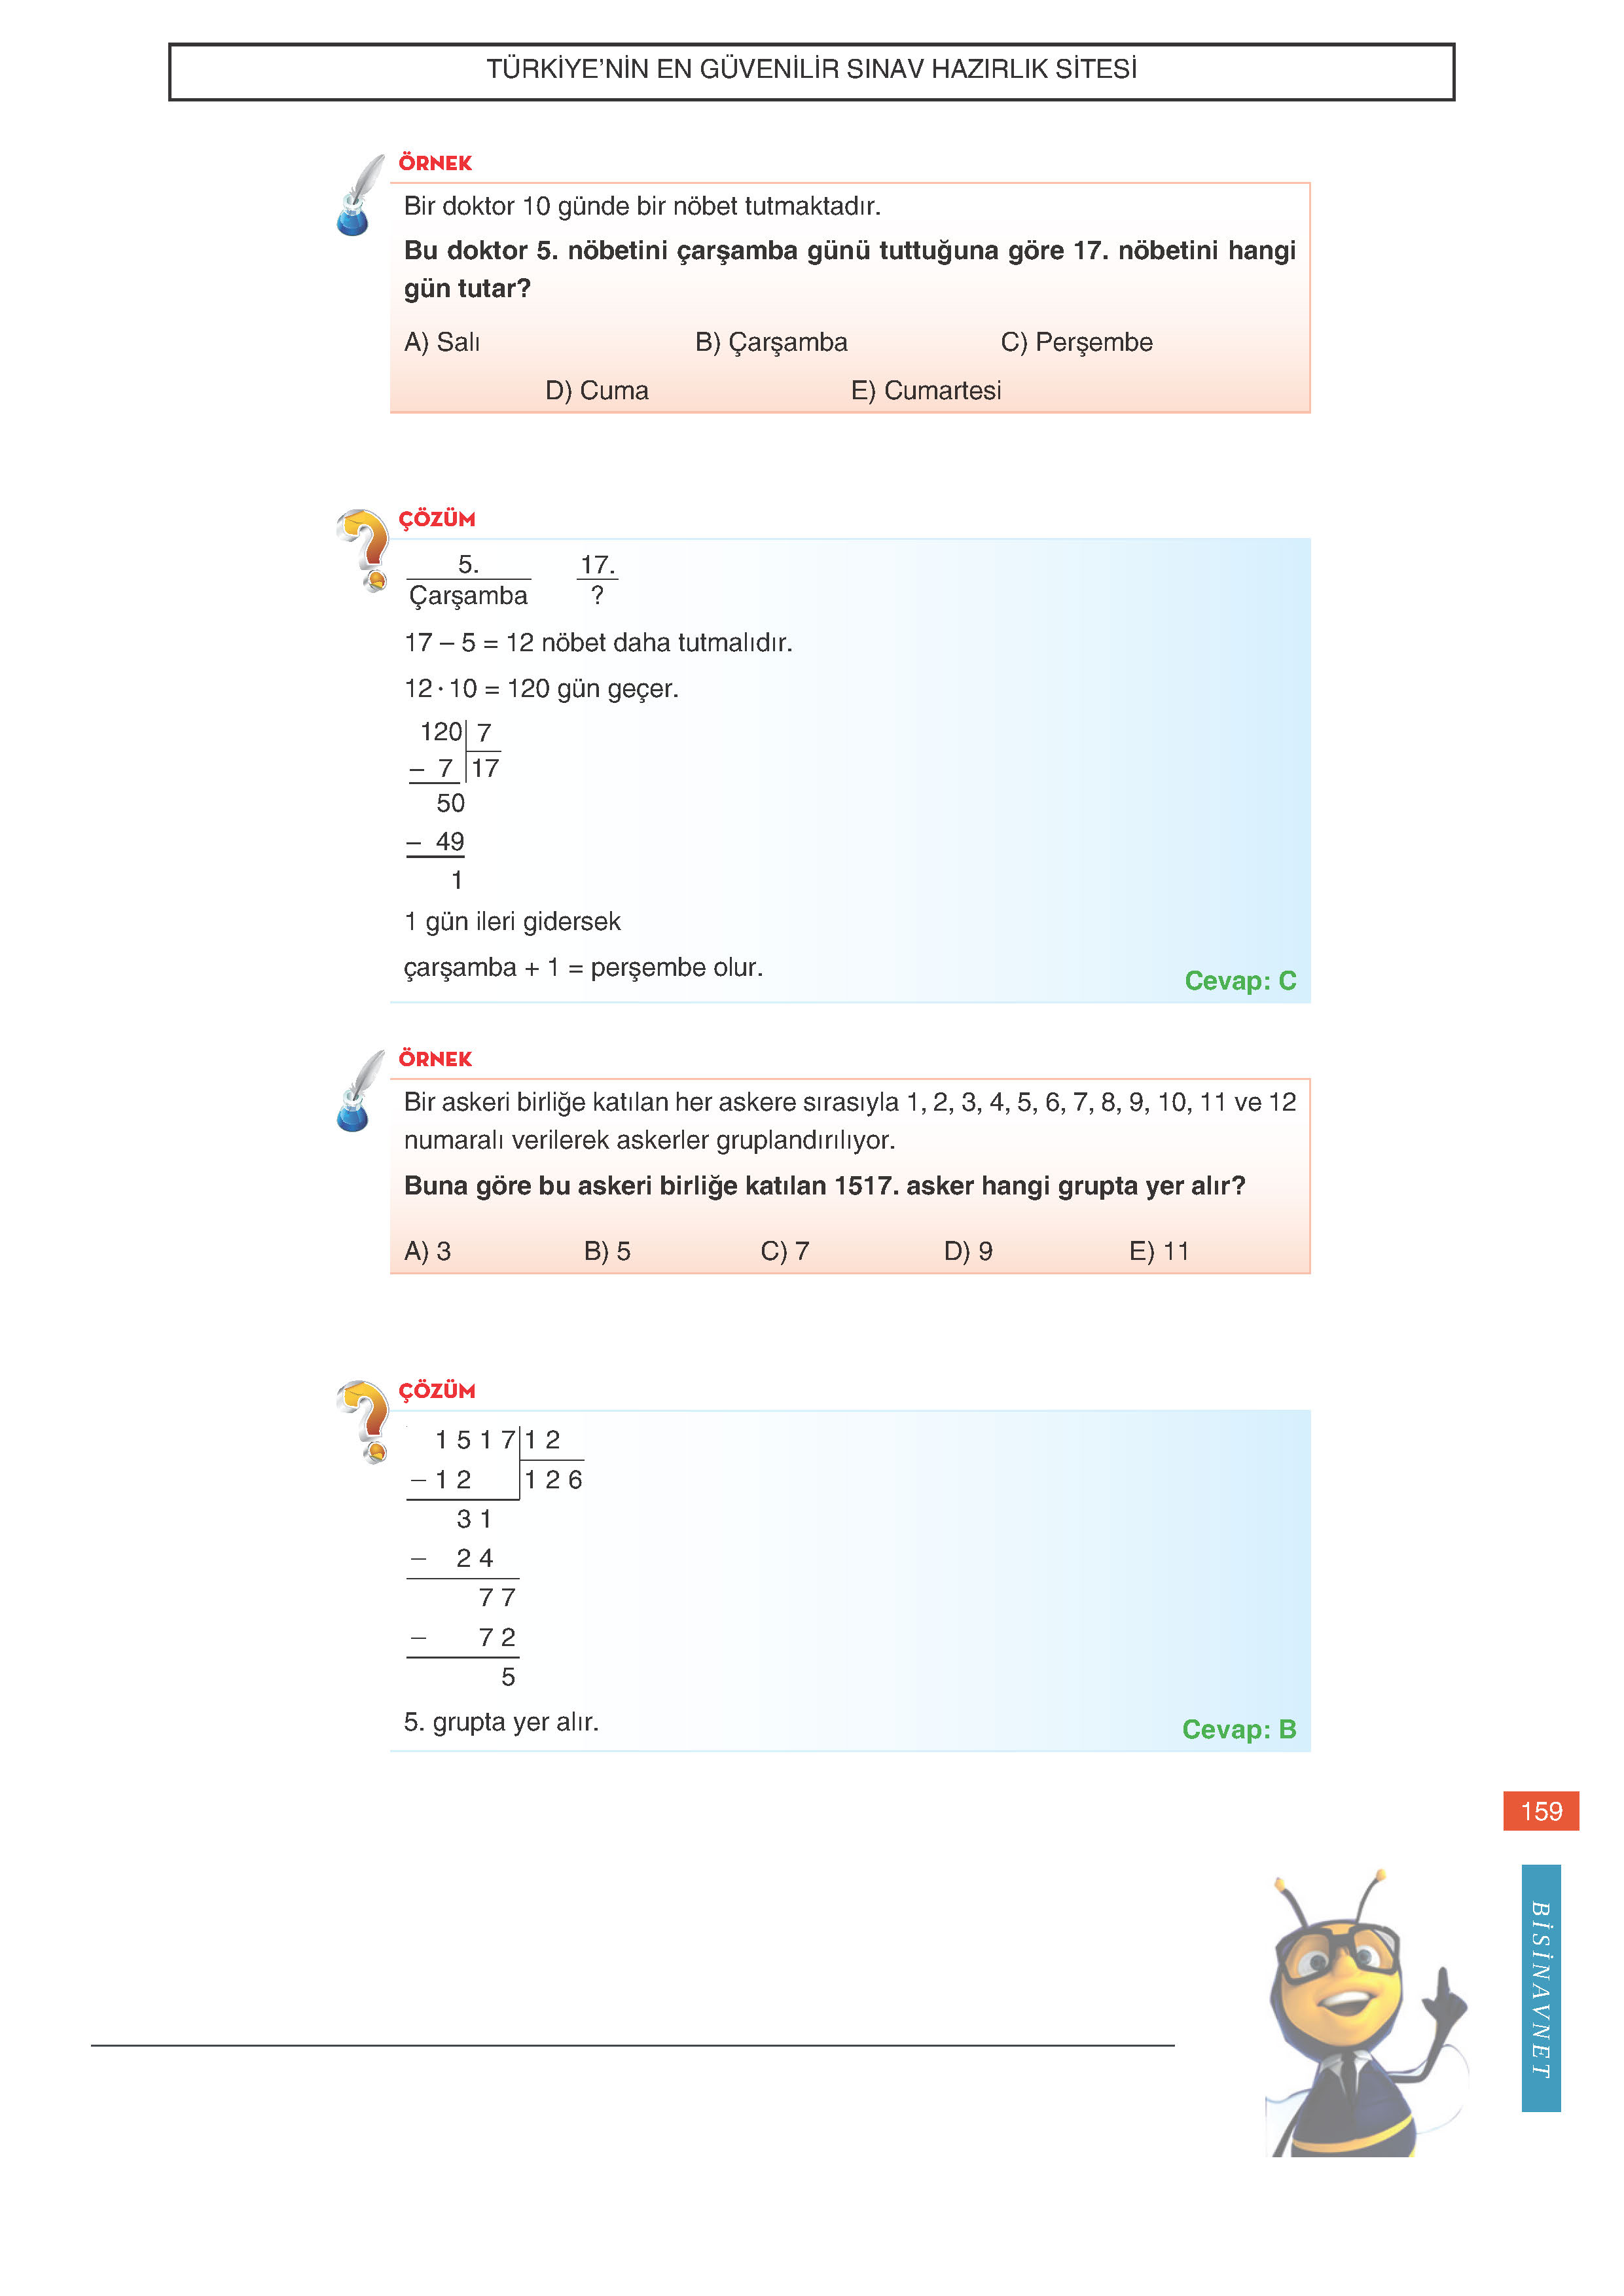 TÜRKİYE'NİN EN GÜVENİLİR SINAV HAZIRLIK SİTESİ
ÖRNEK
Bir doktor 10 günde bir nöbet tutmaktadır.
Bu doktor 5. nöbetini çarşamba günü tuttuğuna göre 17. nöbetini hangi
gün tutar?
A) Salı B) Çarşamba C) Perşembe
D) Cuma E) Cumartesi
ÇÖZÜM
5. 17.
Çarşamba ?
17 – 5 = 12 nöbet daha tutmalıdır.
12 · 10 = 120 gün geçer.
120 7
– 7 17
50
– 49
1
1 gün ileri gidersek
çarşamba + 1 = perşembe olur.
Cevap: C
ÖRNEK
Bir askeri birliğe katılan her askere sırasıyla 1, 2, 3, 4, 5, 6, 7, 8, 9, 10, 11 ve 12
numaralı verilerek askerler gruplandırılıyor.
Buna göre bu askeri birliğe katılan 1517. asker hangi grupta yer alır?
A) 3 B) 5 C) 7 D) 9 E) 11
ÇÖZÜM
1 5 1 7 1 2
– 1 2 1 2 6
3 1
– 2 4
7 7
– 7 2
5
5. grupta yer alır.
Cevap: B
159
BİSİNAVNET